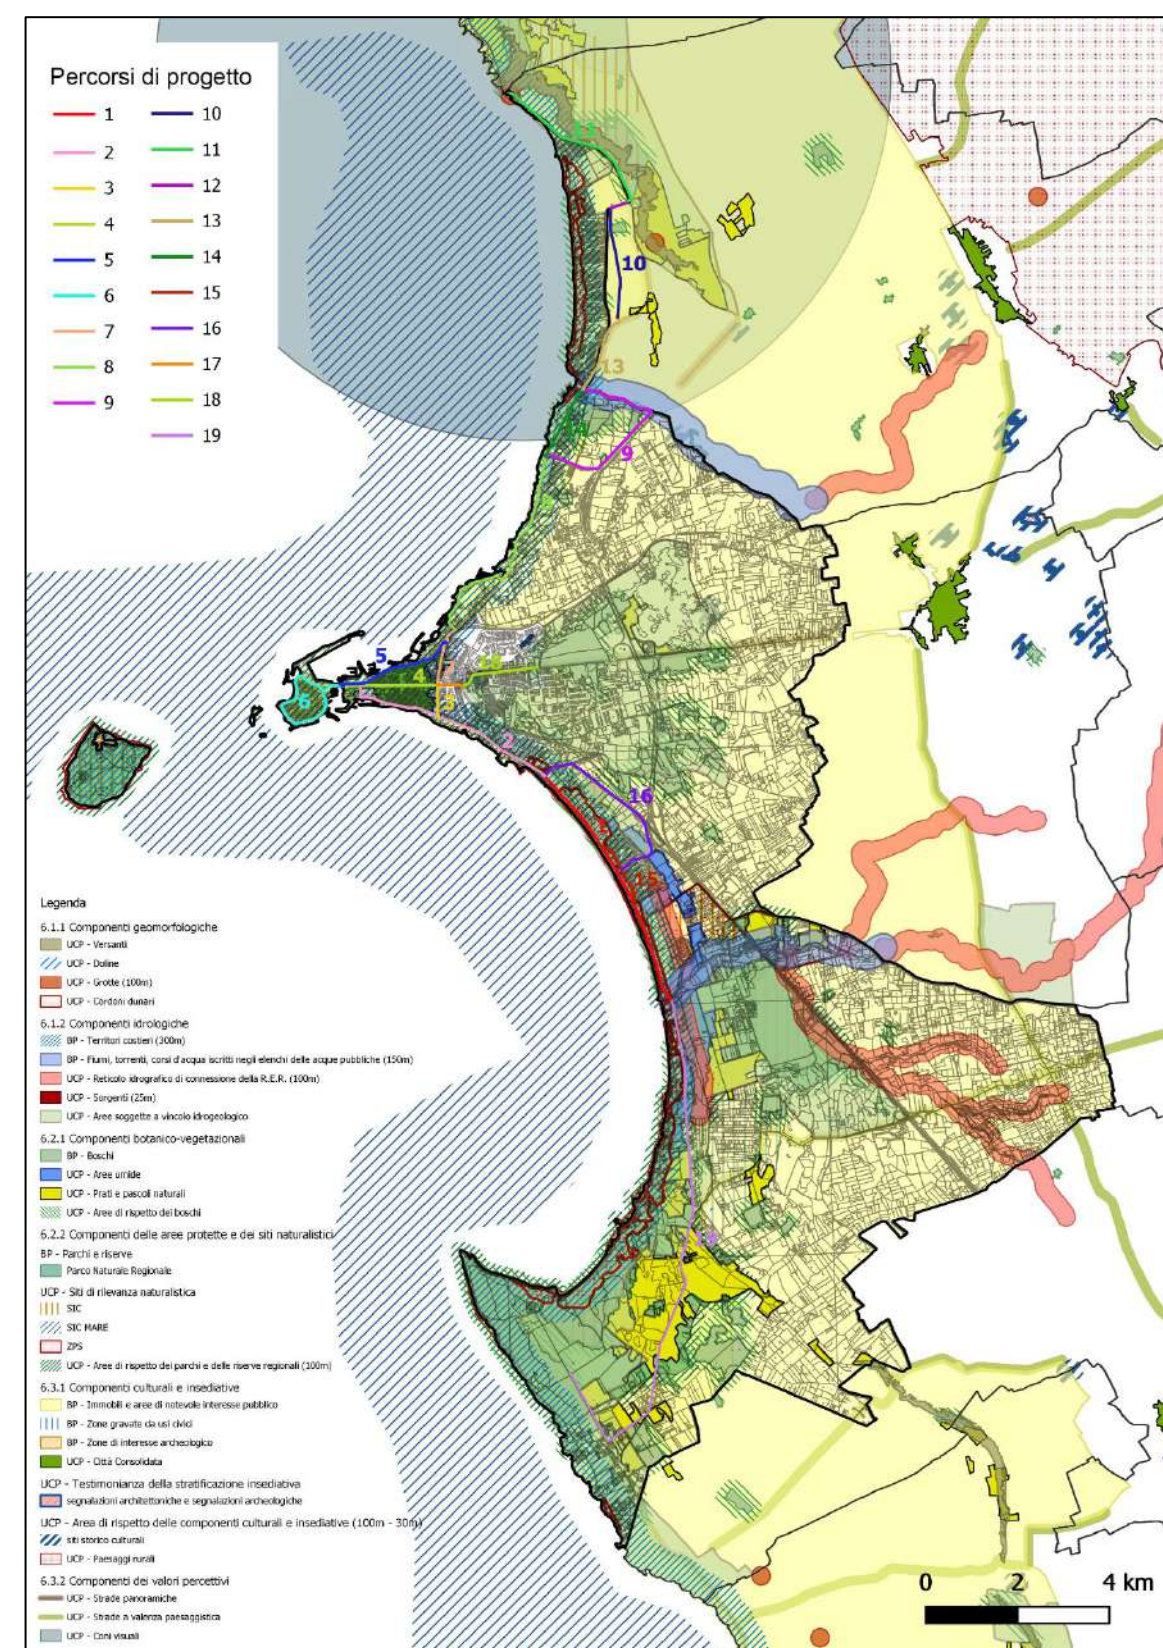 Percorsi di progetto
1
2
3
4
5
6
7
8
9
10
11
12
13
14
15
16
17
18
19
10
13
9
5
4
18
3
6
2
16
15
19
Legenda
6.1.1 Componenti geomorfologiche
UCP - Versanti
UCP - Doline
UCP - Grotte (100m)
UCP - Cordoni dunari
6.1.2 Componenti idrologiche
BP - Territori costieri (300m)
BP - Fiumi, torrenti, corsi d'acqua iscritti negli elenchi delle acque pubbliche (150m)
UCP - Reticolo idrografico di connessione della R.E.R. (100m)
UCP - Sorgenti (25m)
UCP - Aree soggette a vincolo idrogeologico
6.2.1 Componenti botanico-vegetazionali
BP - Boschi
UCP - Aree umide
UCP - Prati e pascoli naturali
UCP - Aree di rispetto dei boschi
6.2.2 Componenti delle aree protette e dei siti naturalistici
BP - Parchi e riserve
Parco Naturale Regionale
UCP - Siti di rilevanza naturalistica
SIC
SIC MARE
ZPS
UCP - Aree di rispetto dei parchi e delle riserve regionali (100m)
6.3.1 Componenti culturali e insediative
BP - Immobili e aree di notevole interesse pubblico
BP - Zone gravate da usi civici
BP - Zone di interesse archeologico
UCP - Città Consolidata
UCP - Testimonianza della stratificazione insediativa
segnalazioni architettoniche e segnalazioni archeologiche
UCP - Area di rispetto delle componenti culturali e insediative (100m - 30m)
siti storico culturali
UCP - Paesaggi rurali
6.3.2 Componenti dei valori percettivi
UCP - Strade panoramiche
UCP - Strade a valenza paesaggistica
UCP - Coni visuali
0 2 4 km